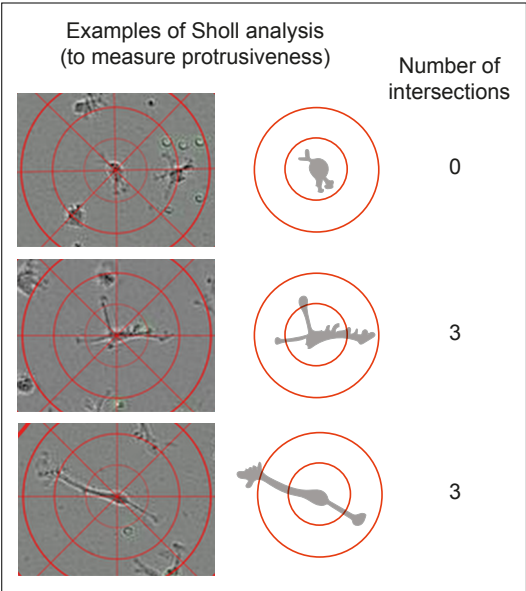 Examples of Sholl analysis
(to measure protrusiveness)
Number of
intersections
0
3
3